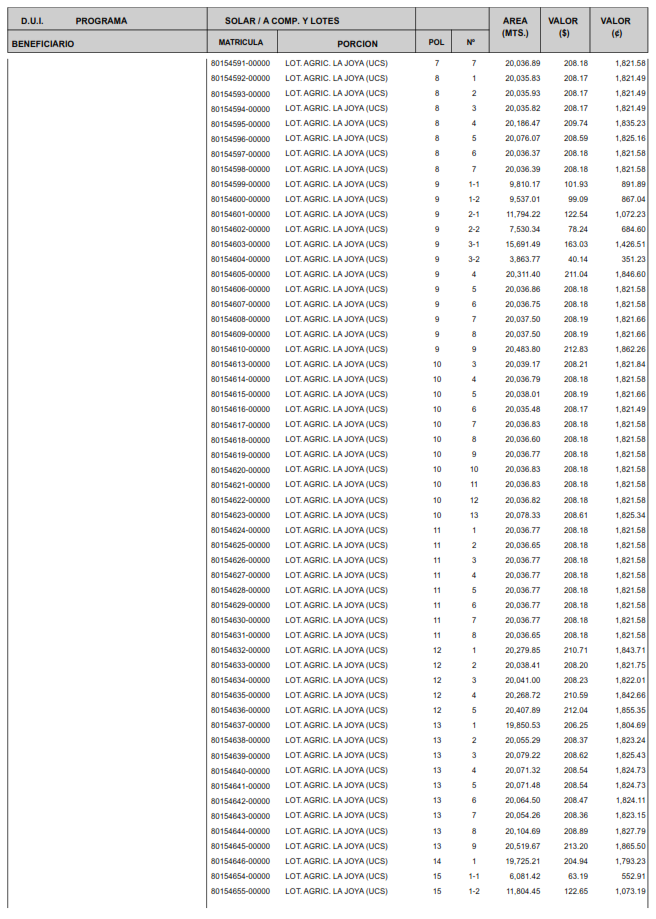 D.U.I. PROGRAMA SOLAR / A COMP. Y LOTES AREA (MTS.) VALOR ($) VALOR (¢)
BENEFICIARIO MATRICULA PORCION POL Nº
80154591-00000 LOT. AGRIC. LA JOYA (UCS) 7 7 20,036.89 208.18 1,821.58
80154592-00000 LOT. AGRIC. LA JOYA (UCS) 8 1 20,035.83 208.17 1,821.49
80154593-00000 LOT. AGRIC. LA JOYA (UCS) 8 2 20,035.93 208.17 1,821.49
80154594-00000 LOT. AGRIC. LA JOYA (UCS) 8 3 20,035.82 208.17 1,821.49
80154595-00000 LOT. AGRIC. LA JOYA (UCS) 8 4 20,186.47 209.74 1,835.23
80154596-00000 LOT. AGRIC. LA JOYA (UCS) 8 5 20,076.07 208.59 1,825.16
80154597-00000 LOT. AGRIC. LA JOYA (UCS) 8 6 20,036.37 208.18 1,821.58
80154598-00000 LOT. AGRIC. LA JOYA (UCS) 8 7 20,036.39 208.18 1,821.58
80154599-00000 LOT. AGRIC. LA JOYA (UCS) 9 1-1 9,810.17 101.93 891.89
80154600-00000 LOT. AGRIC. LA JOYA (UCS) 9 1-2 9,537.01 99.09 867.04
80154601-00000 LOT. AGRIC. LA JOYA (UCS) 9 2-1 11,794.22 122.54 1,072.23
80154602-00000 LOT. AGRIC. LA JOYA (UCS) 9 2-2 7,530.34 78.24 684.60
80154603-00000 LOT. AGRIC. LA JOYA (UCS) 9 3-1 15,691.49 163.03 1,426.51
80154604-00000 LOT. AGRIC. LA JOYA (UCS) 9 3-2 3,863.77 40.14 351.23
80154605-00000 LOT. AGRIC. LA JOYA (UCS) 9 4 20,311.40 211.04 1,846.60
80154606-00000 LOT. AGRIC. LA JOYA (UCS) 9 5 20,036.86 208.18 1,821.58
80154607-00000 LOT. AGRIC. LA JOYA (UCS) 9 6 20,036.75 208.18 1,821.58
80154608-00000 LOT. AGRIC. LA JOYA (UCS) 9 7 20,037.50 208.19 1,821.66
80154609-00000 LOT. AGRIC. LA JOYA (UCS) 9 8 20,037.50 208.19 1,821.66
80154610-00000 LOT. AGRIC. LA JOYA (UCS) 9 9 20,483.80 212.83 1,862.26
80154613-00000 LOT. AGRIC. LA JOYA (UCS) 10 3 20,039.17 208.21 1,821.84
80154614-00000 LOT. AGRIC. LA JOYA (UCS) 10 4 20,036.79 208.18 1,821.58
80154615-00000 LOT. AGRIC. LA JOYA (UCS) 10 5 20,038.01 208.19 1,821.66
80154616-00000 LOT. AGRIC. LA JOYA (UCS) 10 6 20,035.48 208.17 1,821.49
80154617-00000 LOT. AGRIC. LA JOYA (UCS) 10 7 20,036.83 208.18 1,821.58
80154618-00000 LOT. AGRIC. LA JOYA (UCS) 10 8 20,036.60 208.18 1,821.58
80154619-00000 LOT. AGRIC. LA JOYA (UCS) 10 9 20,036.77 208.18 1,821.58
80154620-00000 LOT. AGRIC. LA JOYA (UCS) 10 10 20,036.83 208.18 1,821.58
80154621-00000 LOT. AGRIC. LA JOYA (UCS) 10 11 20,036.83 208.18 1,821.58
80154622-00000 LOT. AGRIC. LA JOYA (UCS) 10 12 20,036.82 208.18 1,821.58
80154623-00000 LOT. AGRIC. LA JOYA (UCS) 10 13 20,078.33 208.61 1,825.34
80154624-00000 LOT. AGRIC. LA JOYA (UCS) 11 1 20,036.77 208.18 1,821.58
80154625-00000 LOT. AGRIC. LA JOYA (UCS) 11 2 20,036.65 208.18 1,821.58
80154626-00000 LOT. AGRIC. LA JOYA (UCS) 11 3 20,036.77 208.18 1,821.58
80154627-00000 LOT. AGRIC. LA JOYA (UCS) 11 4 20,036.77 208.18 1,821.58
80154628-00000 LOT. AGRIC. LA JOYA (UCS) 11 5 20,036.77 208.18 1,821.58
80154629-00000 LOT. AGRIC. LA JOYA (UCS) 11 6 20,036.77 208.18 1,821.58
80154630-00000 LOT. AGRIC. LA JOYA (UCS) 11 7 20,036.77 208.18 1,821.58
80154631-00000 LOT. AGRIC. LA JOYA (UCS) 11 8 20,036.65 208.18 1,821.58
80154632-00000 LOT. AGRIC. LA JOYA (UCS) 12 1 20,279.85 210.71 1,843.71
80154633-00000 LOT. AGRIC. LA JOYA (UCS) 12 2 20,038.41 208.20 1,821.75
80154634-00000 LOT. AGRIC. LA JOYA (UCS) 12 3 20,041.00 208.23 1,822.01
80154635-00000 LOT. AGRIC. LA JOYA (UCS) 12 4 20,268.72 210.59 1,842.66
80154636-00000 LOT. AGRIC. LA JOYA (UCS) 12 5 20,407.89 212.04 1,855.35
80154637-00000 LOT. AGRIC. LA JOYA (UCS) 13 1 19,850.53 206.25 1,804.69
80154638-00000 LOT. AGRIC. LA JOYA (UCS) 13 2 20,055.29 208.37 1,823.24
80154639-00000 LOT. AGRIC. LA JOYA (UCS) 13 3 20,079.22 208.62 1,825.43
80154640-00000 LOT. AGRIC. LA JOYA (UCS) 13 4 20,071.32 208.54 1,824.73
80154641-00000 LOT. AGRIC. LA JOYA (UCS) 13 5 20,071.48 208.54 1,824.73
80154642-00000 LOT. AGRIC. LA JOYA (UCS) 13 6 20,064.50 208.47 1,824.11
80154643-00000 LOT. AGRIC. LA JOYA (UCS) 13 7 20,054.26 208.36 1,823.15
80154644-00000 LOT. AGRIC. LA JOYA (UCS) 13 8 20,104.69 208.89 1,827.79
80154645-00000 LOT. AGRIC. LA JOYA (UCS) 13 9 20,519.67 213.20 1,865.50
80154646-00000 LOT. AGRIC. LA JOYA (UCS) 14 1 19,725.21 204.94 1,793.23
80154654-00000 LOT. AGRIC. LA JOYA (UCS) 15 1-1 6,081.42 63.19 552.91
80154655-00000 LOT. AGRIC. LA JOYA (UCS) 15 1-2 11,804.45 122.65 1,073.19